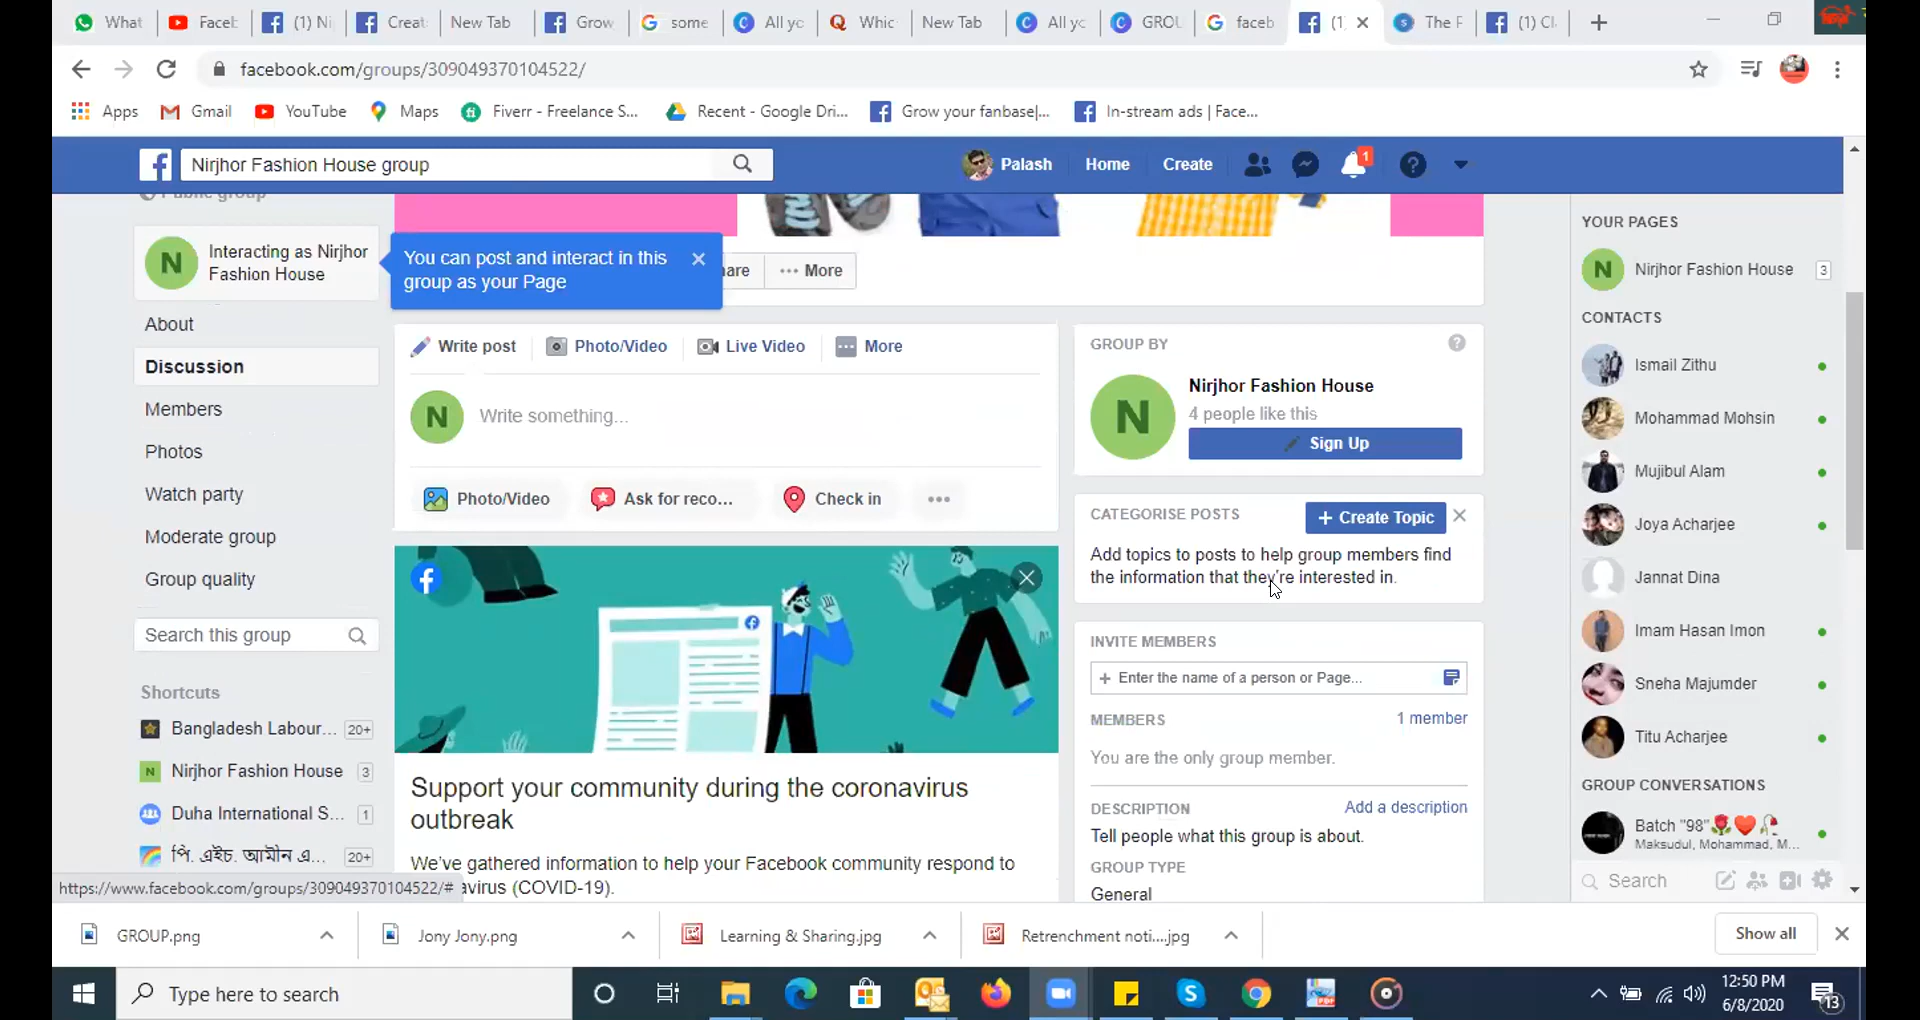 What
Facel
(1) Ni
Creat
New Tab
Grow
some
All yc
Whic
New Tab
All yc
GROU
faceb
(1)
The F
(1) Cl
facebook.com/groups/309049370104522/
Apps
Gmail
YouTube
Maps
Fiverr - Freelance S...
Recent - Google Dri...
Grow your fanbase|...
In-stream ads | Face...
Nirjhor Fashion House group
Palash
Home
Create
1
Public group
Interacting as Nirjhor
Fashion House
You can post and interact in this
group as your Page
are
More
About
Discussion
Members
Photos
Watch party
Moderate group
Group quality
Search this group
Shortcuts
Bangladesh Labour... 20+
Nirjhor Fashion House 3
Duha International S... 1
পি. এইচ. আমীন এ... 20+
Write post
Photo/Video
Live Video
More
N Write something...
Photo/Video
Ask for reco...
Check in
Support your community during the coronavirus
outbreak
We've gathered information to help your Facebook community respond to
avirus (COVID-19).
https://www.facebook.com/groups/309049370104522/#
GROUP BY
Nirjhor Fashion House
4 people like this
Sign Up
CATEGORISE POSTS
+ Create Topic
Add topics to posts to help group members find
the information that they're interested in.
INVITE MEMBERS
+ Enter the name of a person or Page...
MEMBERS
1 member
You are the only group member.
DESCRIPTION
Add a description
Tell people what this group is about.
GROUP TYPE
General
YOUR PAGES
Nirjhor Fashion House 3
CONTACTS
Ismail Zithu
Mohammad Mohsin
Mujibul Alam
Joya Acharjee
Jannat Dina
Imam Hasan Imon
Sneha Majumder
Titu Acharjee
GROUP CONVERSATIONS
Batch "98"🌹❤️🥀
Maksudul, Mohammad, M...
Search
GROUP.png
Jony Jony.png
Learning & Sharing.jpg
Retrenchment noti....jpg
Show all
Type here to search
12:50 PM
6/8/2020
13